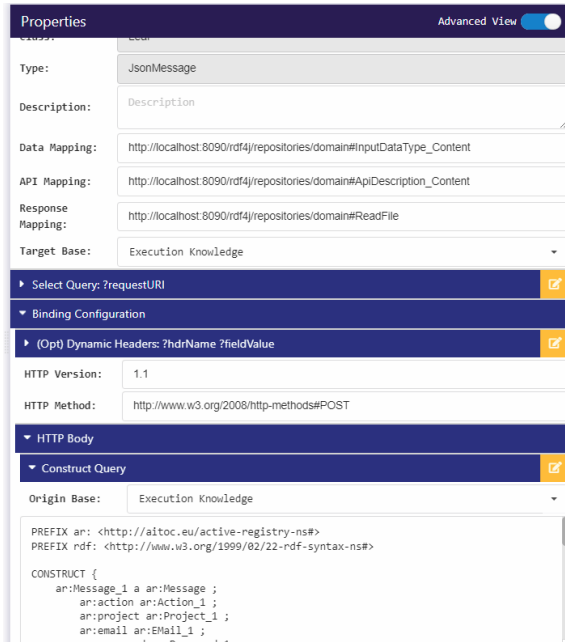 Properties
Advanced View
Type:
JsonMessage
Description:
Description
Data Mapping:
http://localhost:8090/rdf4j/repositories/domain#InputDataType_Content
API Mapping:
http://localhost:8090/rdf4j/repositories/domain#ApiDescription_Content
Response
Mapping:
http://localhost:8090/rdf4j/repositories/domain#ReadFile
Target Base:
Execution Knowledge
Select Query: ?requestURI
Binding Configuration
(Opt) Dynamic Headers: ?hdrName ?fieldValue
HTTP Version:
1.1
HTTP Method:
http://www.w3.org/2008/http-methods#POST
HTTP Body
Construct Query
Origin Base:
Execution Knowledge
PREFIX ar: <http://aitoc.eu/active-registry-ns#>
PREFIX rdf: <http://www.w3.org/1999/02/22-rdf-syntax-ns#>
CONSTRUCT {
ar:Message_1 a ar:Message ;
ar:action ar:Action_1 ;
ar:project ar:Project_1 ;
ar:email ar:EMail_1 ;